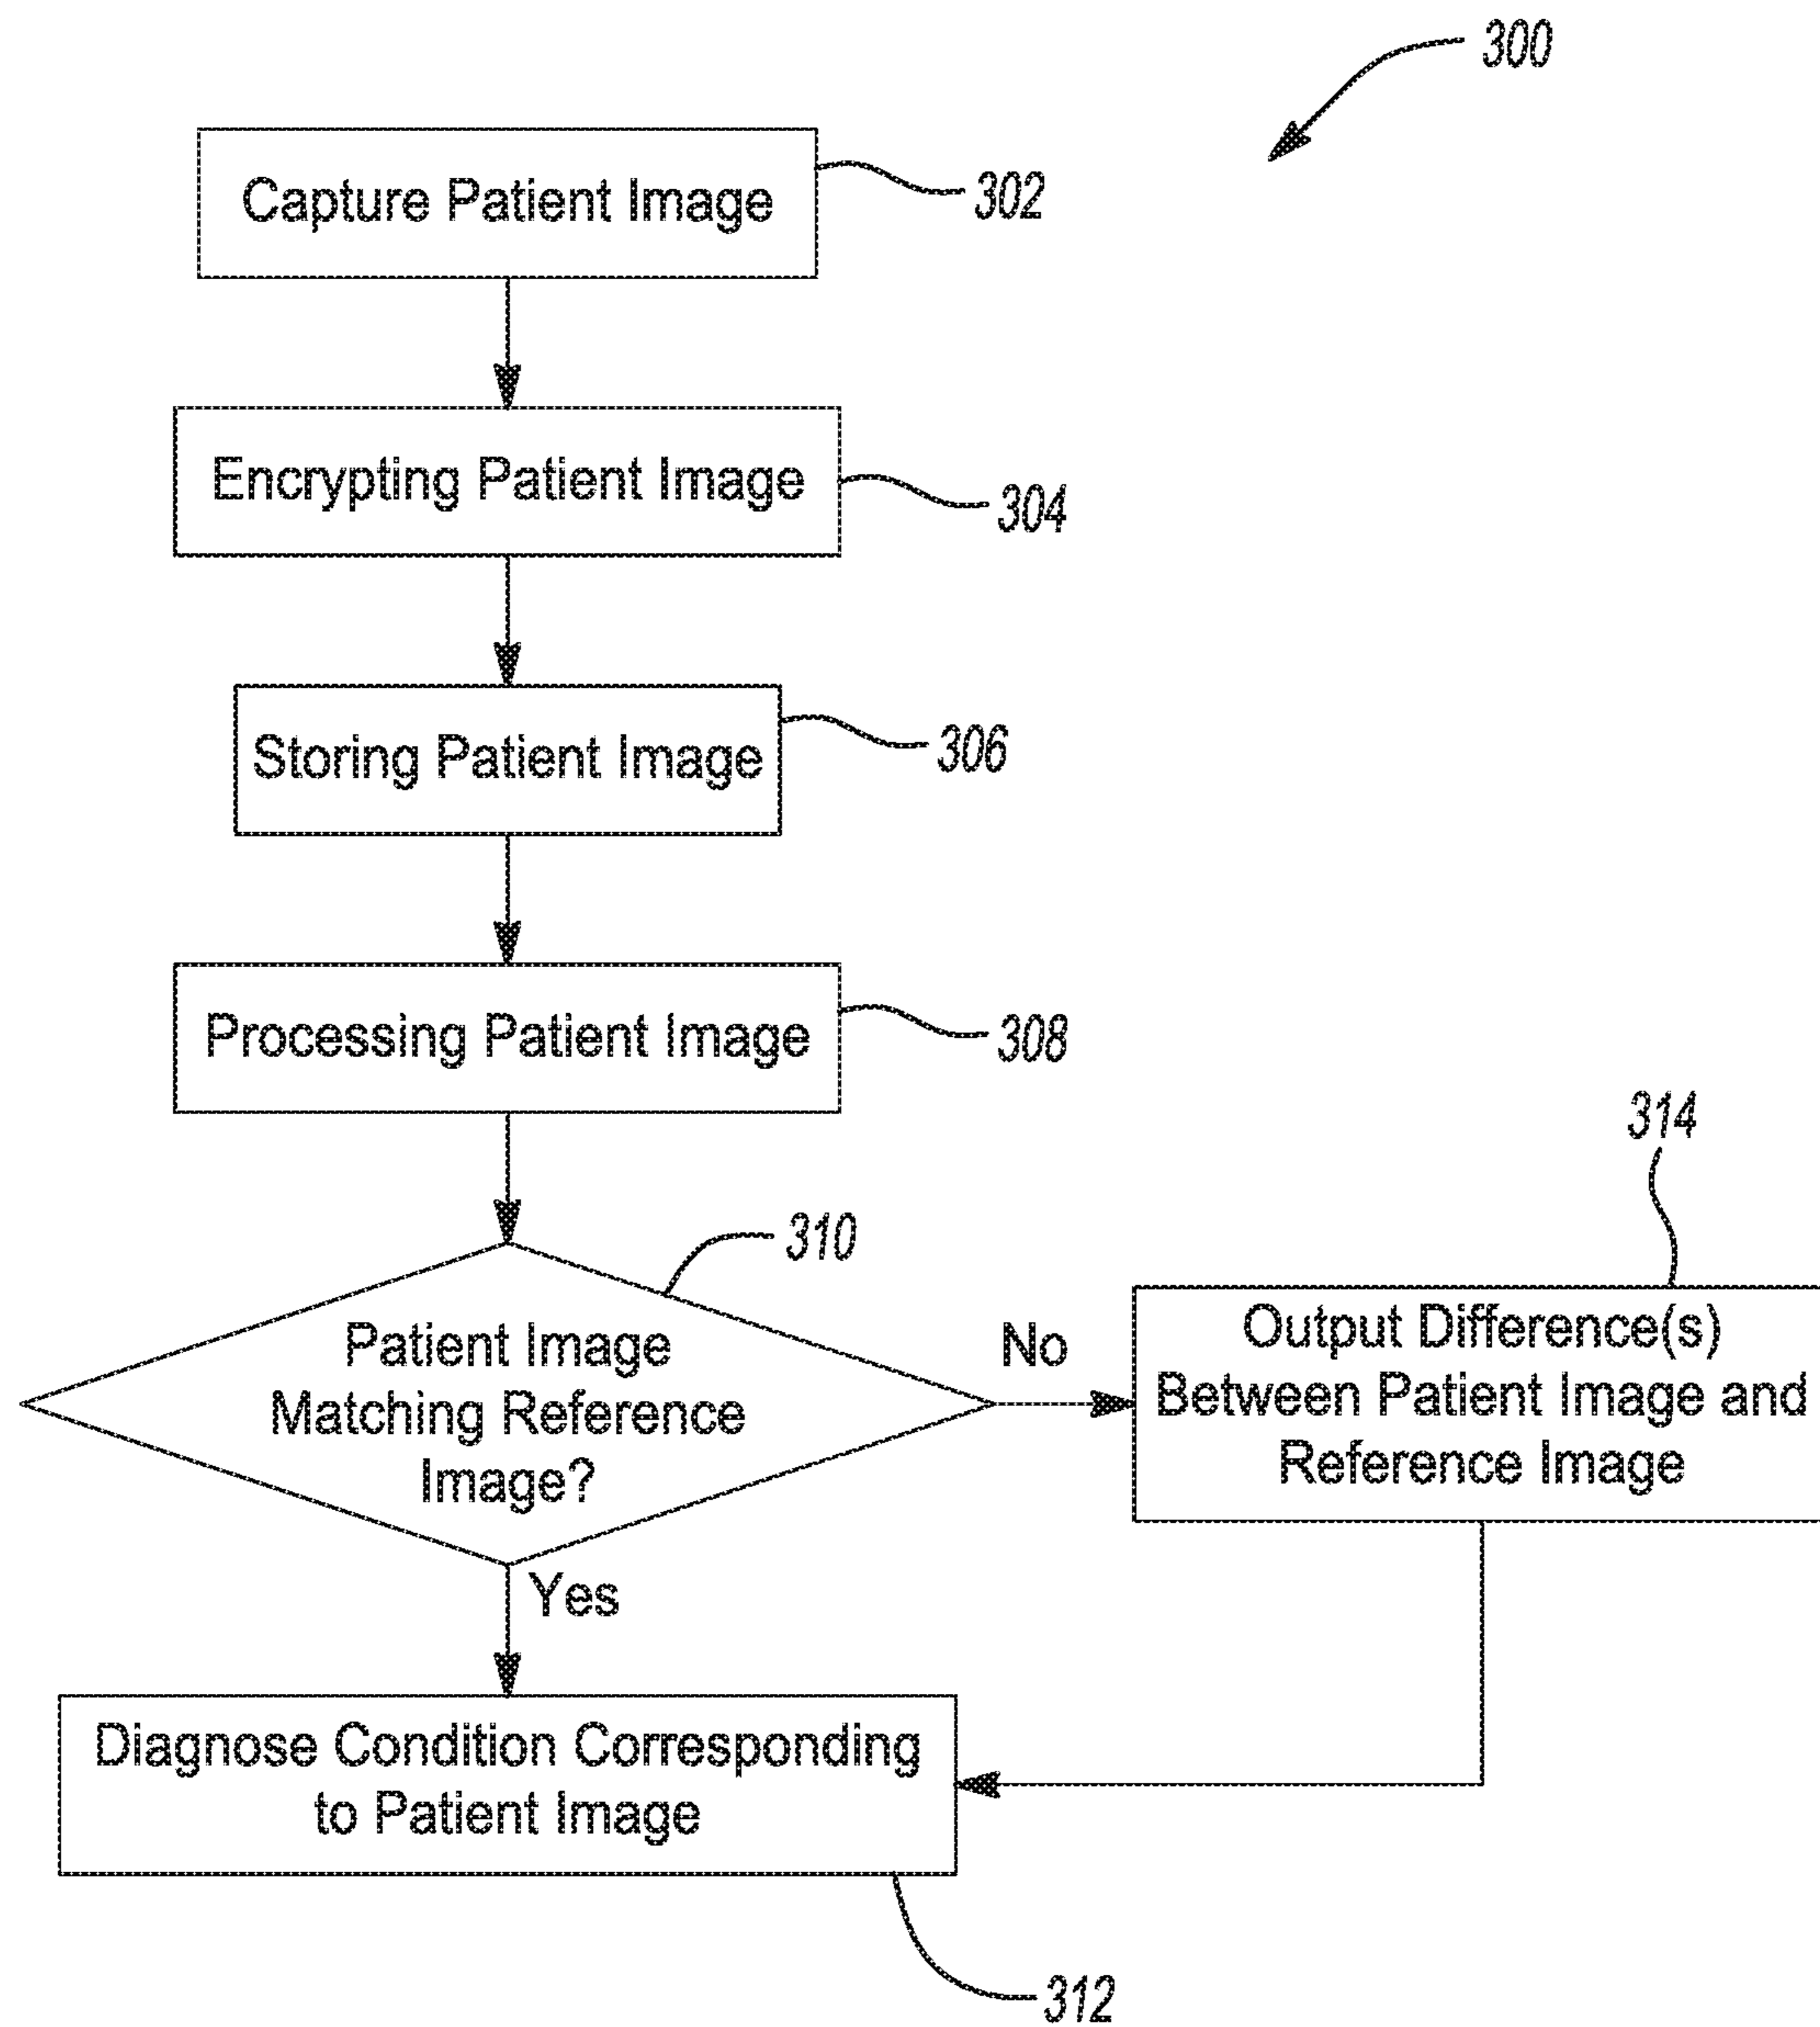 300
Capture Patient Image
302
Encrypting Patient Image
304
Storing Patient Image
306
Processing Patient Image
308
310
Patient Image
Matching Reference
Image?
No
314
Output Difference(s)
Between Patient Image and
Reference Image
Yes
Diagnose Condition Corresponding
to Patient Image
312